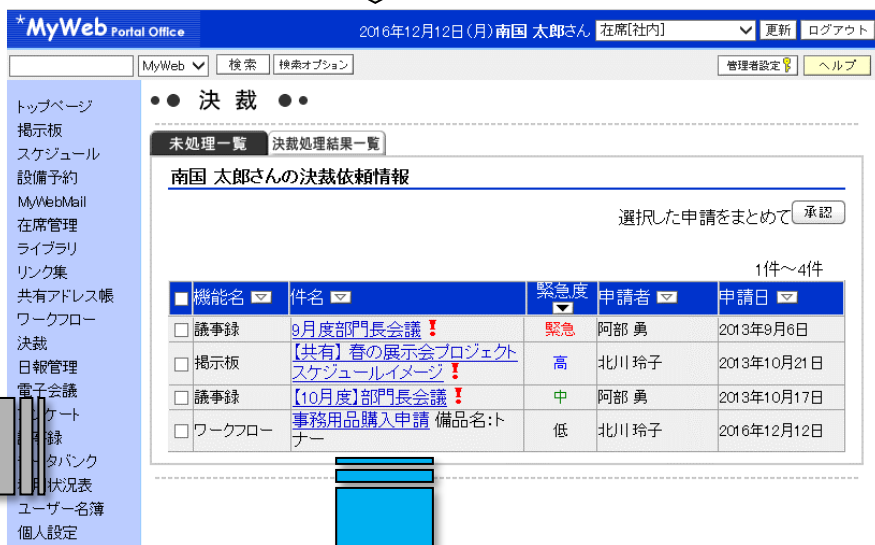 *MyWeb Portal Office
2016年12月12日(月)南国 太郎さん 在席[社内] 更新 ログアウト
MyWeb 検索 検索オプション 管理者設定 ヘルプ
トップページ
掲示板
スケジュール
設備予約
MyWebMail
在席管理
ライブラリ
リンク集
共有アドレス帳
ワークフロー
決裁
日報管理
電子会議
ケート
録
タバンク
状況表
ユーザー名簿
個人設定
●● 決 裁 ●●
未処理一覧 決裁処理結果一覧
南国 太郎さんの決裁依頼情報
選択した申請をまとめて 承認
1件～4件
機能名 件名 緊急度 申請者 申請日
議事録 9月度部門長会議 緊急 阿部 勇 2013年9月6日
掲示板 【共有】春の展示会プロジェクト
スケジュールイメージ 高 北川 玲子 2013年10月21日
議事録 【10月度】部門長会議 中 阿部 勇 2013年10月17日
ワークフロー 事務用品購入申請 備品名:ト
ナー 低 北川 玲子 2016年12月12日